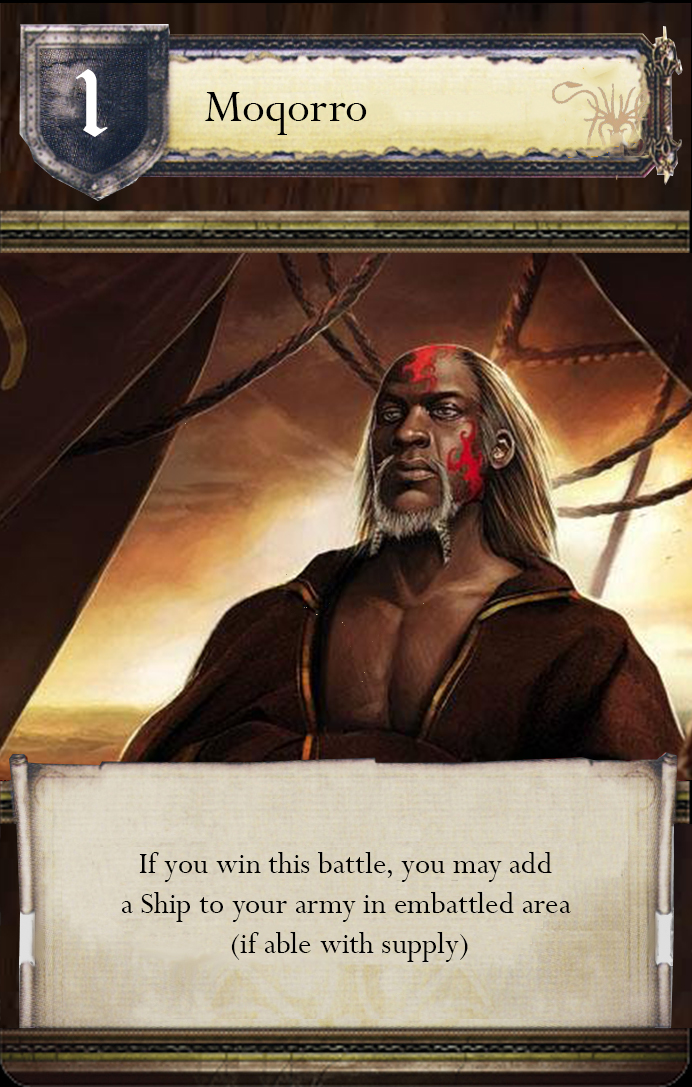 1
Moqorro
If you win this battle, you may add
a Ship to your army in embattled area
(if able with supply)